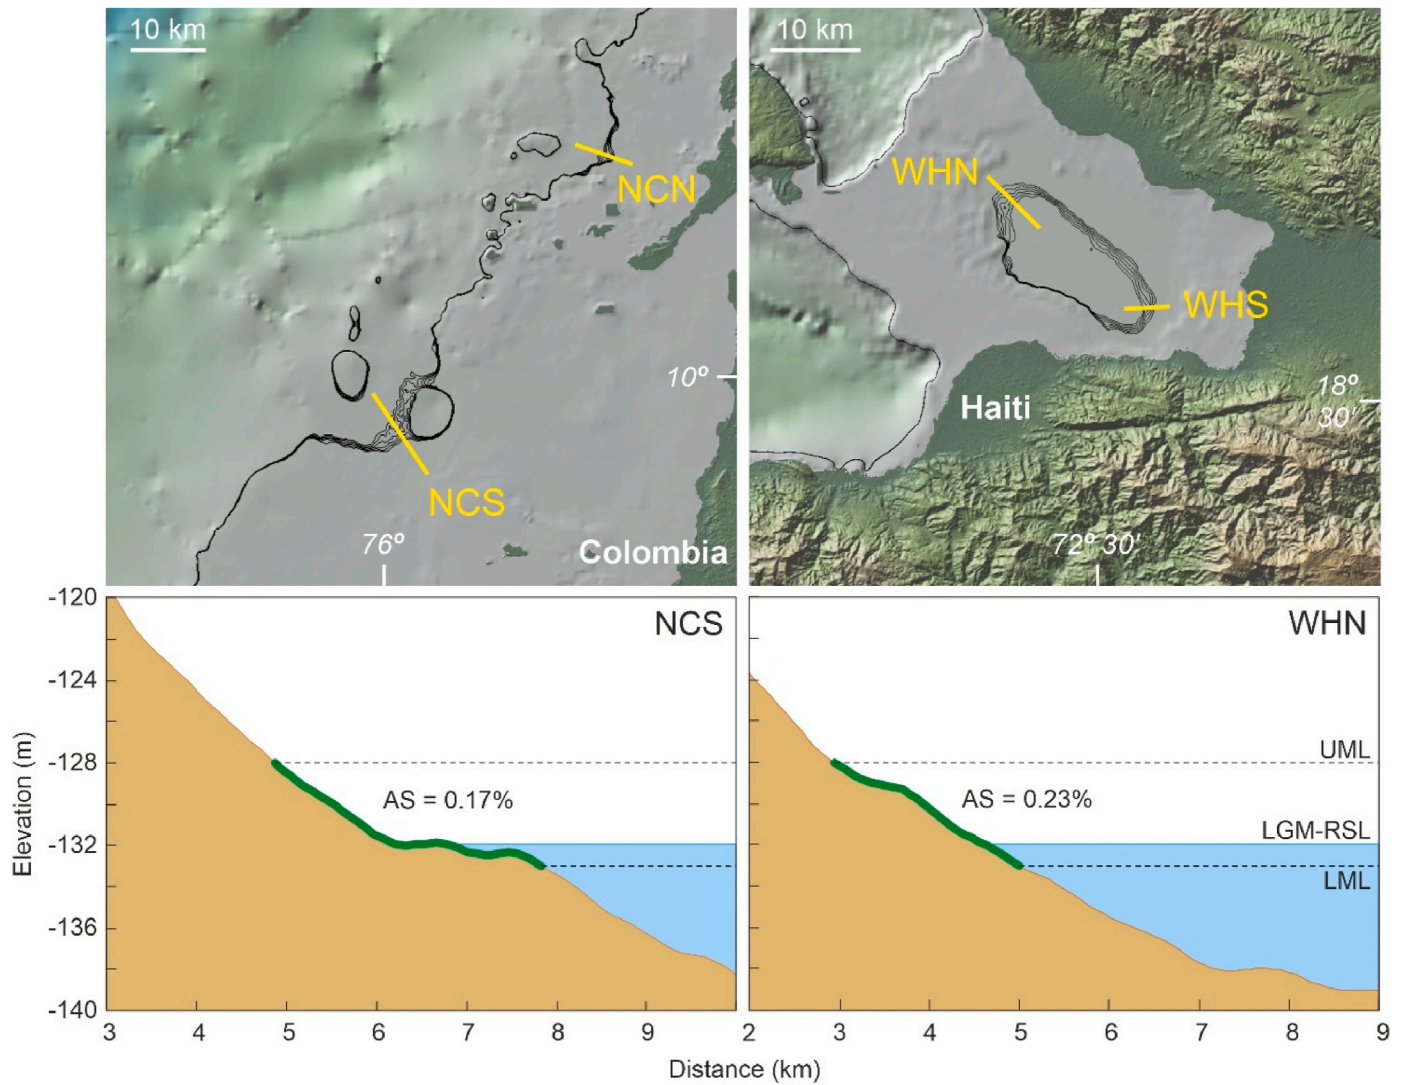 10 km
NCN
10º
NCS
76º
Colombia
10 km
WHN
WHS
18º
30'
Haiti
72º 30'
Elevation (m)
-120
-124
-128
-132
-136
-140
NCS
AS = 0.17%
3
4
5
6
7
8
9
WHN
UML
AS = 0.23%
LGM-RSL
LML
2
3
4
5
6
7
8
9
Distance (km)